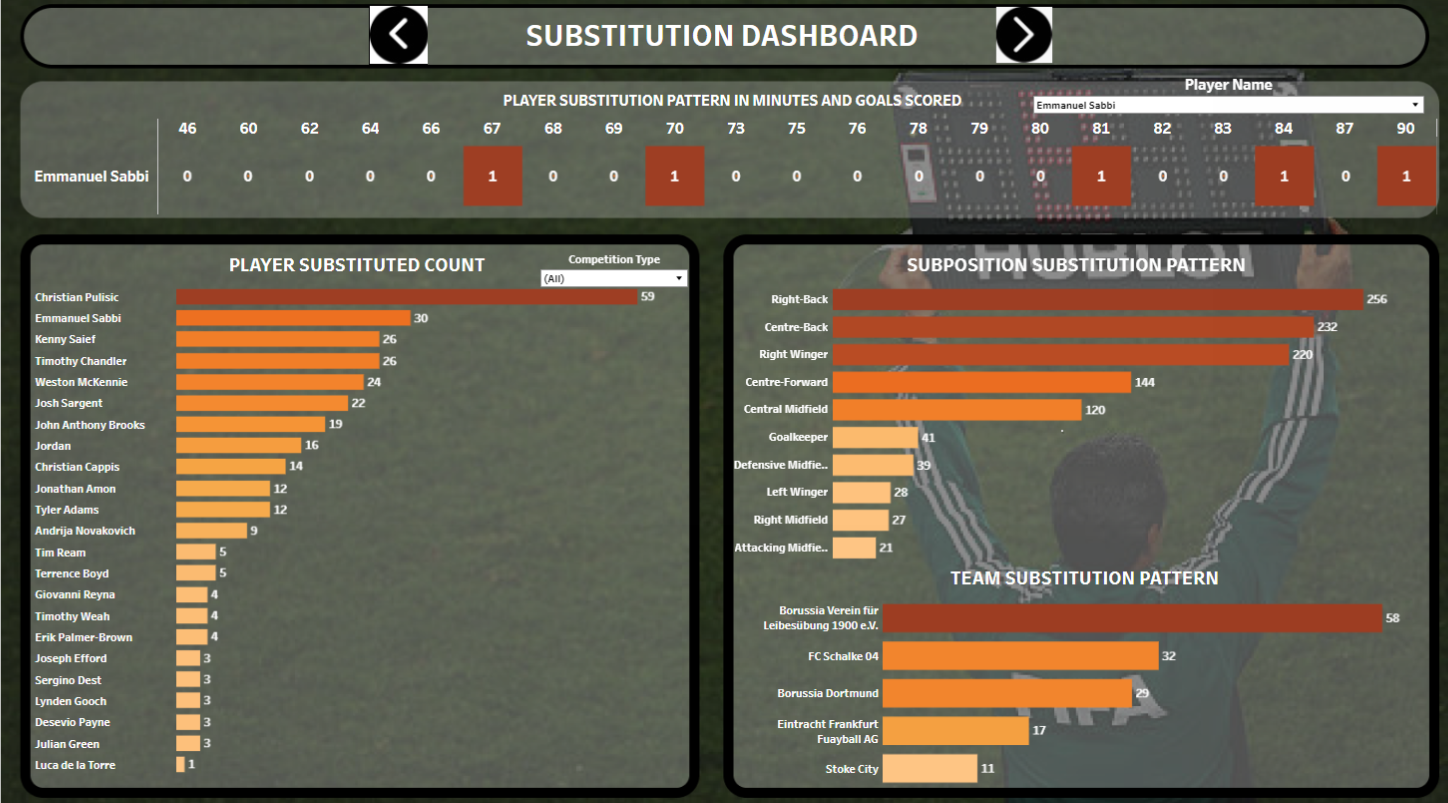 SUBSTITUTION DASHBOARD
PLAYER SUBSTITUTION PATTERN IN MINUTES AND GOALS SCORED
Player Name
Emmanuel Sabbi
46 60 62 64 66 67 68 69 70 73 75 76 78 79 80 81 82 83 84 87 90
Emmanuel Sabbi 0 0 0 0 0 1 0 0 1 0 0 0 0 0 0 1 0 0 1 0 1
PLAYER SUBSTITUTED COUNT
Competition Type
(All)
Christian Pulisic 59
Emmanuel Sabbi 30
Kenny Saief 26
Timothy Chandler 26
Weston McKennie 24
Josh Sargent 22
John Anthony Brooks 19
Jordan 16
Christian Cappis 14
Jonathan Amon 12
Tyler Adams 12
Andrija Novakovich 9
Tim Ream 5
Terrence Boyd 5
Giovanni Reyna 4
Timothy Weah 4
Erik Palmer-Brown 4
Joseph Efford 3
Sergino Dest 3
Lynden Gooch 3
Desevio Payne 3
Julian Green 3
Luca de la Torre 1
SUBPOSITION SUBSTITUTION PATTERN
Right-Back 256
Centre-Back 232
Right Winger 220
Centre-Forward 144
Central Midfield 120
Goalkeeper 41
Defensive Midfie.. 39
Left Winger 28
Right Midfield 27
Attacking Midfie.. 21
TEAM SUBSTITUTION PATTERN
Borussia Verein für
Leibesübung 1900 e.V. 58
FC Schalke 04 32
Borussia Dortmund 29
Eintracht Frankfurt
Fuayball AG 17
Stoke City 11
HUBLOT
FIFA